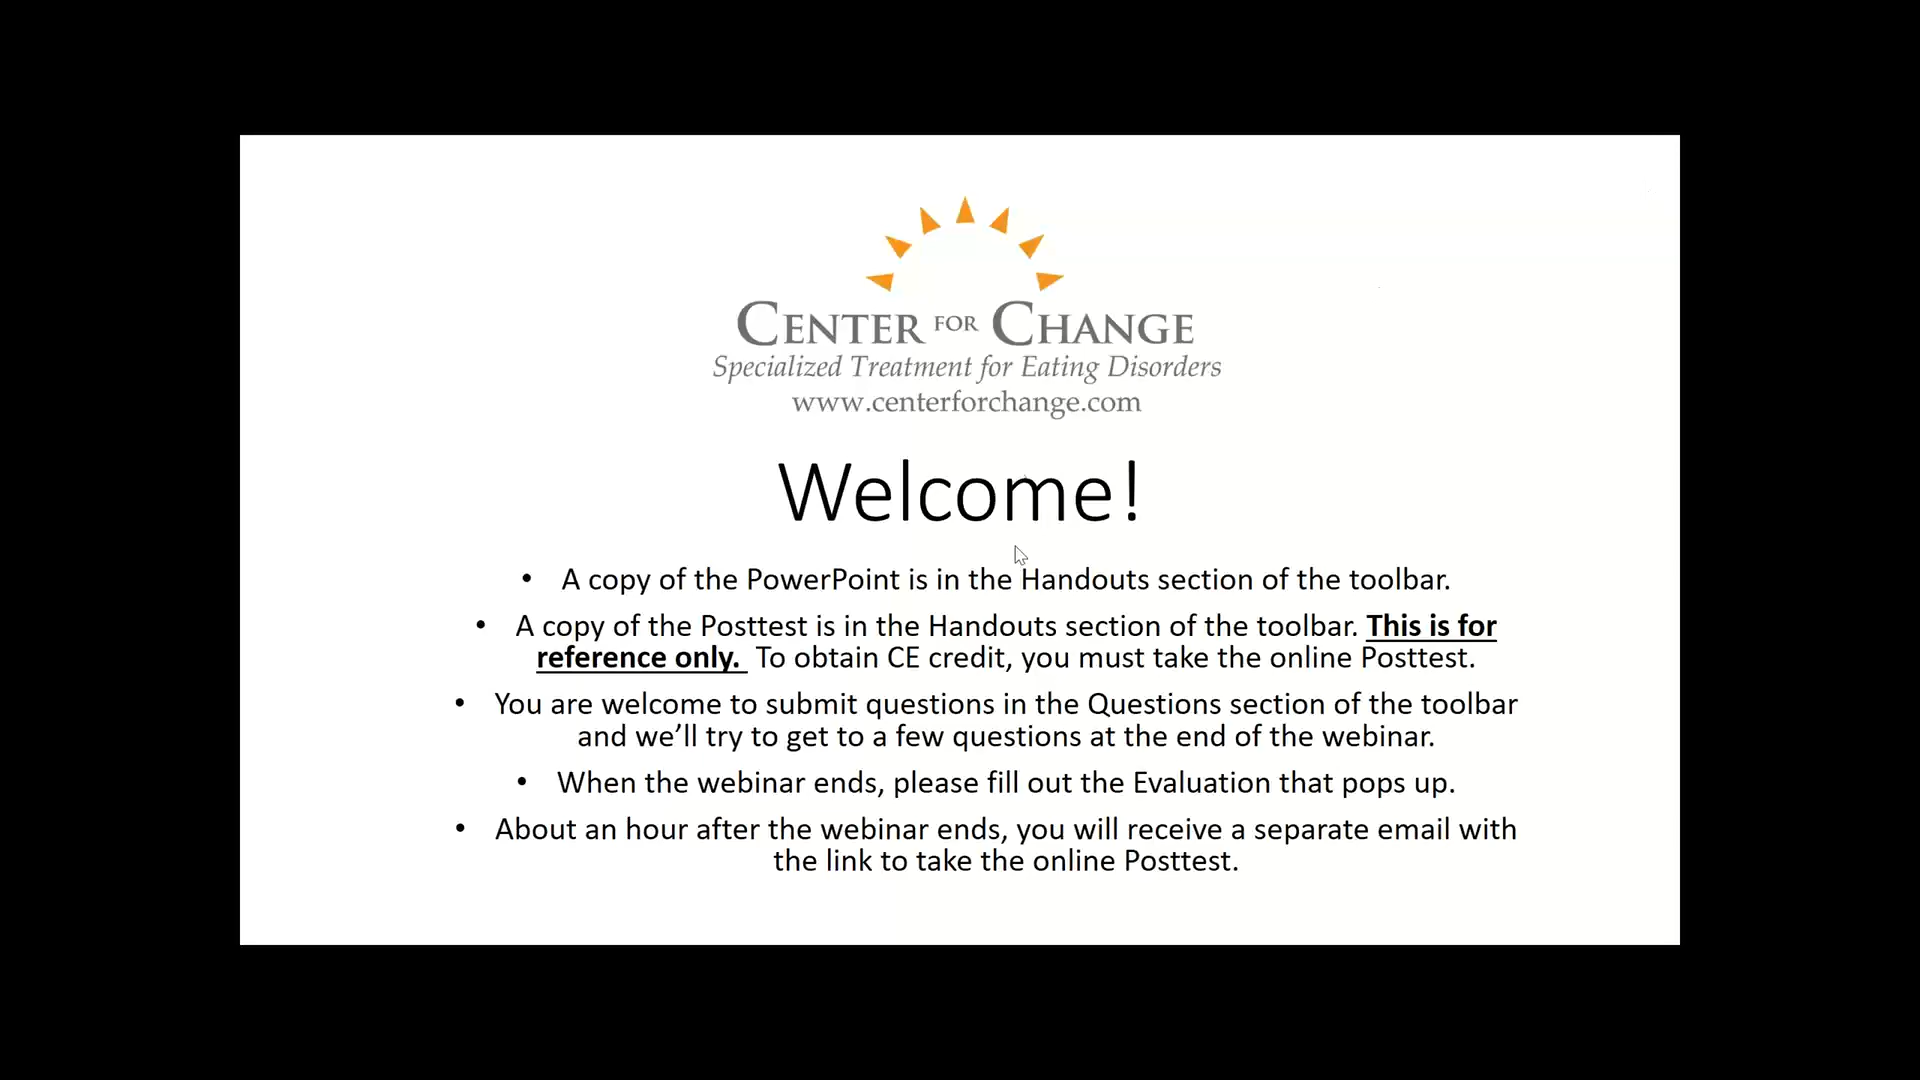 CENTER FOR CHANGE
Specialized Treatment for Eating Disorders
www.centerforchange.com
Welcome!
• A copy of the PowerPoint is in the Handouts section of the toolbar.
• A copy of the Posttest is in the Handouts section of the toolbar. This is for
reference only. To obtain CE credit, you must take the online Posttest.
• You are welcome to submit questions in the Questions section of the toolbar
and we’ll try to get to a few questions at the end of the webinar.
• When the webinar ends, please fill out the Evaluation that pops up.
• About an hour after the webinar ends, you will receive a separate email with
the link to take the online Posttest.